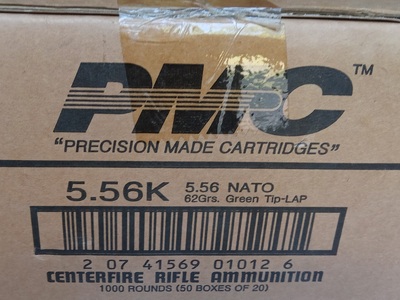 PMC™
"PRECISION MADE CARTRIDGES"
5.56K 5.56 NATO
62Grs. Green Tip-LAP
2 07 41569 01012 6
CENTERFIRE RIFLE AMMUNITION
1000 ROUNDS (50 BOXES OF 20)